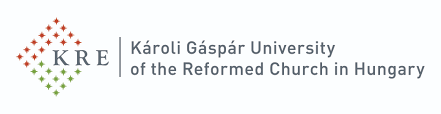 KRE
Károli Gáspár University
of the Reformed Church in Hungary